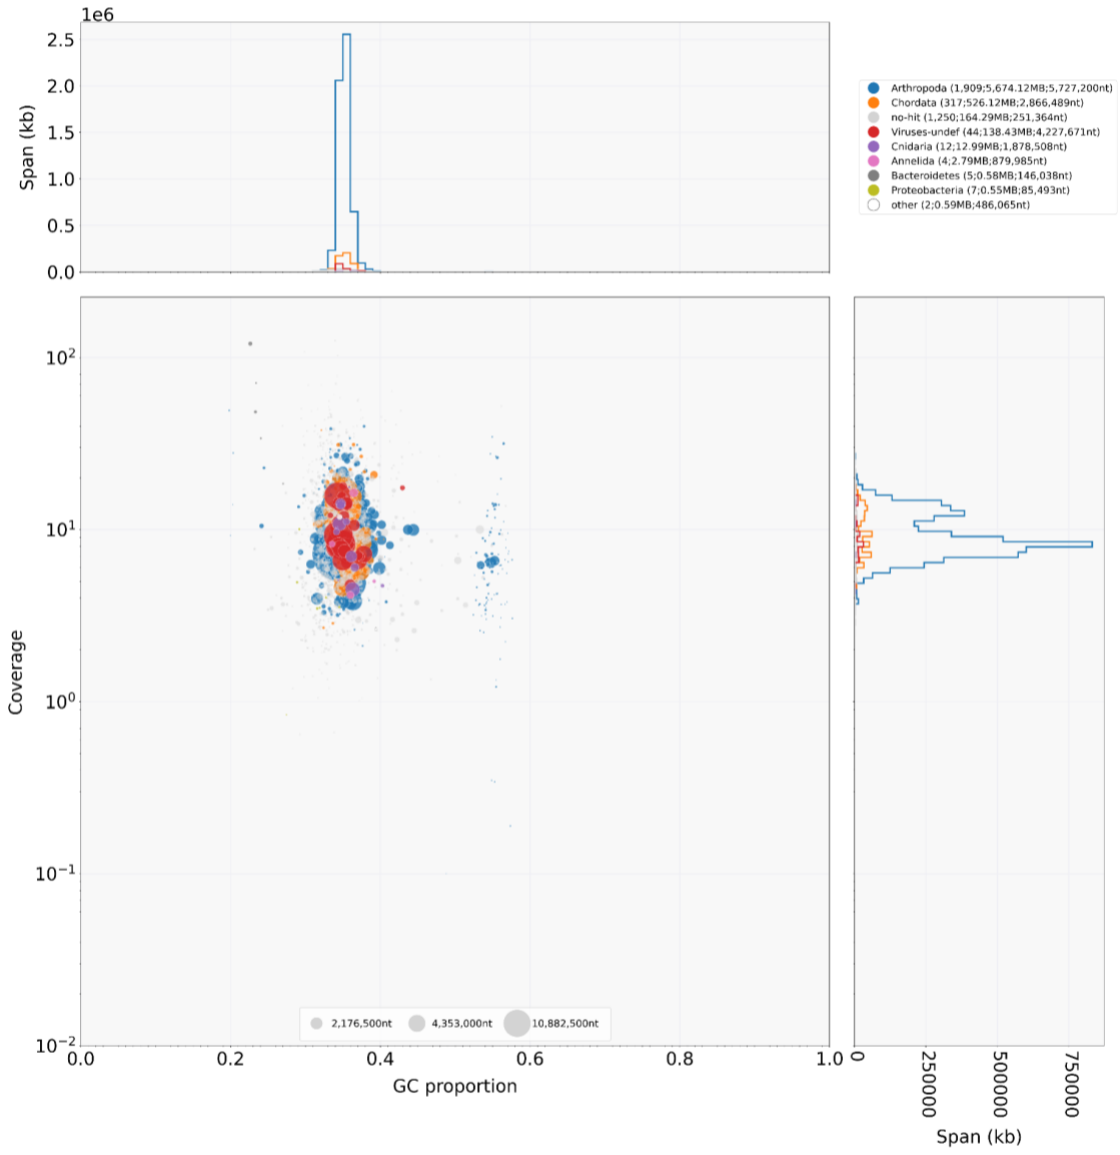 1e6
2.5
2.0
1.5
1.0
0.5
0.0
Span (kb)
Arthropoda (1,909;5,674.12MB;5,727,200nt)
Chordata (317;526.12MB;2,866,489nt)
no-hit (1,250;164.29MB;251,364nt)
Viruses-undef (44;138.43MB;4,227,671nt)
Cnidaria (12;12.99MB;1,878,508nt)
Annelida (4;2.79MB;879,985nt)
Bacteroidetes (5;0.58MB;146,038nt)
Proteobacteria (7;0.55MB;85,493nt)
other (2;0.59MB;486,065nt)
10²
10¹
10⁰
10⁻¹
10⁻²
Coverage
2,176,500nt 4,353,000nt 10,882,500nt
0.0 0.2 0.4 0.6 0.8 1.0
GC proportion
0 250000 500000 750000
Span (kb)